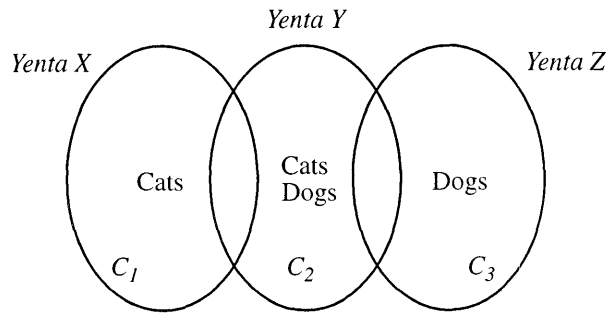 Yenta Y
Yenta X
Yenta Z
Cats
Cats
Dogs
Dogs
C1
C2
C3